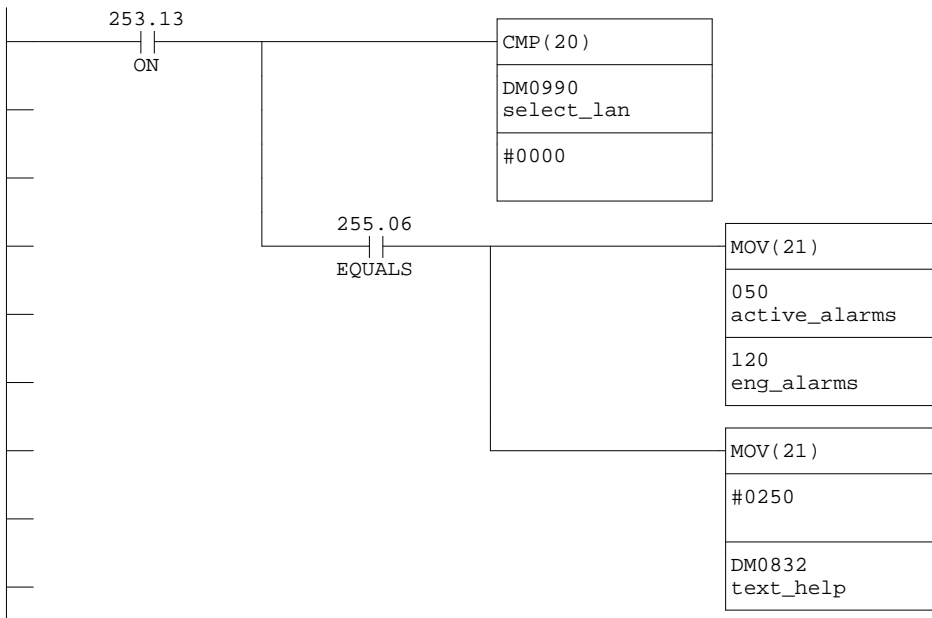 253.13
ON
CMP(20)
DM0990
select_lan
#0000
255.06
EQUALS
MOV(21)
050
active_alarms
120
eng_alarms
MOV(21)
#0250
DM0832
text_help